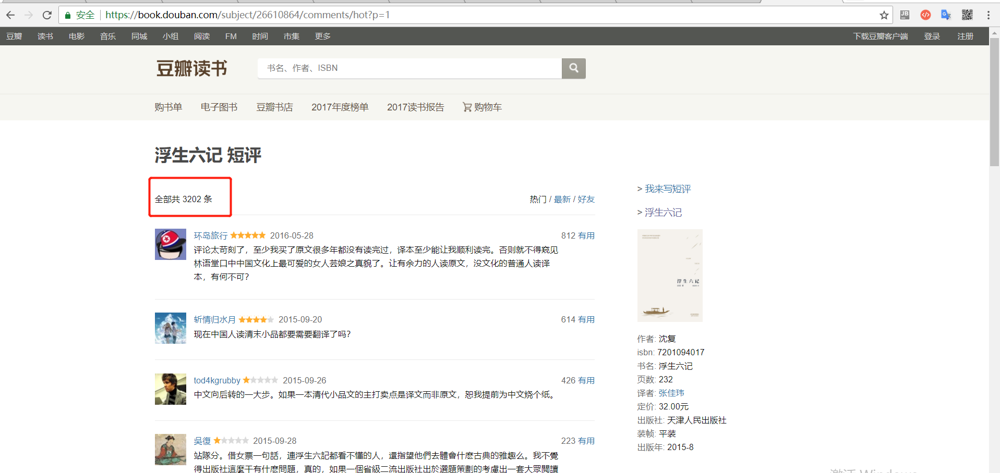 安全 https://book.douban.com/subject/26610864/comments/hot?p=1
豆瓣 读书 电影 音乐 同城 小组 阅读 FM 时间 市集 更多 下载豆瓣客户端 登录 注册
豆瓣读书 书名、作者、ISBN
购书单 电子图书 豆瓣书店 2017年度榜单 2017读书报告 购物车
浮生六记 短评
全部共 3202 条 热门 / 最新 / 好友
环岛旅行 2016-05-28 812 有用
评论太苛刻了，至少我买了原文很多年都没有读完过，译本至少能让我顺利读完。否则就不得窥见
林语堂口中中国文化上最可爱的女人芸娘之真貌了。让有余力的人读原文，没文化的普通人读译
本，有何不可？
斩情归水月 2015-09-20 614 有用
现在中国人读清末小品都要需要翻译了吗？
tod4kgrubby 2015-09-26 426 有用
中文向后转的一大步。如果一本清代小品文的主打卖点是译文而非原文，恕我提前为中文烧个纸。
吳復 2015-09-28 223 有用
站隊分。借女票一句話，連浮生六記都看不懂的人，還指望他們去體會什麽古典的雅趣么。我不覺
得出版社這麼干有什麽問題，真的，如果一個省級二流出版社出於選題策劃的考慮出一套大眾閱讀
> 我来写短评
> 浮生六记
浮生六记
作者: 沈复
isbn: 7201094017
书名: 浮生六记
页数: 232
译者: 张佳玮
定价: 32.00元
出版社: 天津人民出版社
装帧: 平装
出版年: 2015-8
激活 Windows